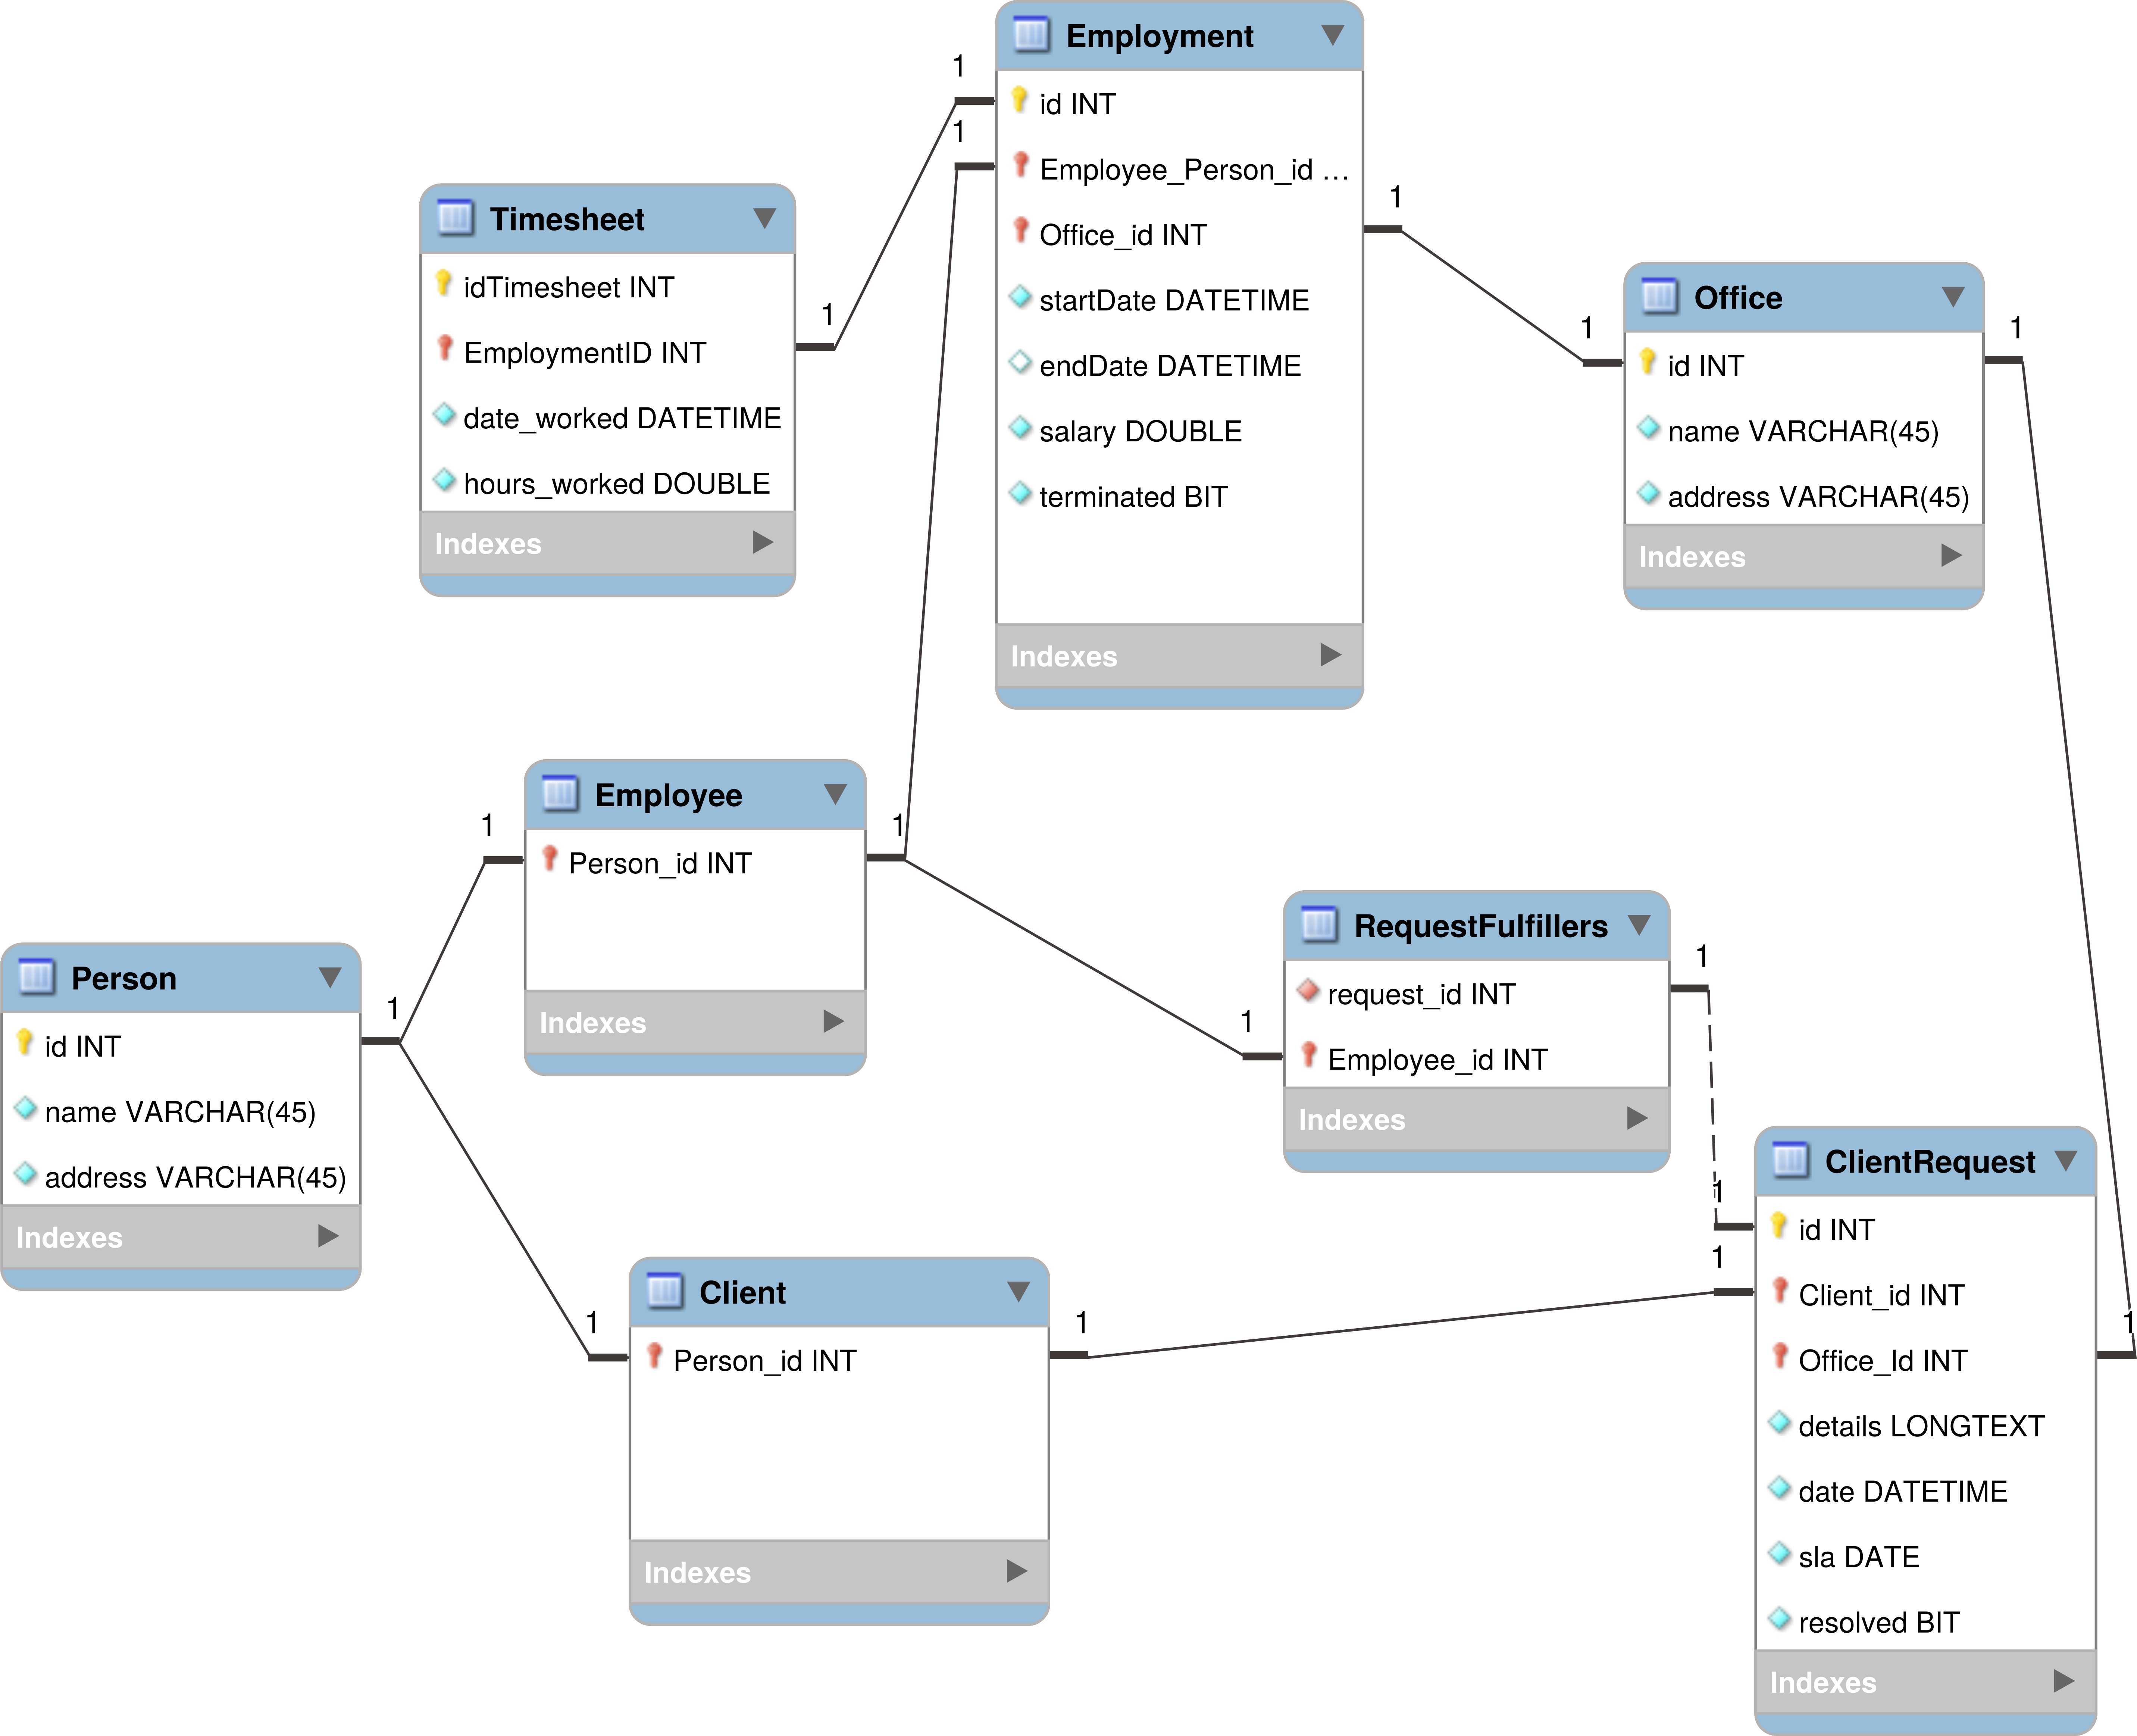 Employment
id INT
Employee_Person_id ...
Office_id INT
startDate DATETIME
endDate DATETIME
salary DOUBLE
terminated BIT
Indexes
1
1
1
Timesheet
idTimesheet INT
EmploymentID INT
date_worked DATETIME
hours_worked DOUBLE
Indexes
1
Office
id INT
name VARCHAR(45)
address VARCHAR(45)
Indexes
1
1
Employee
Person_id INT
Indexes
1
1
RequestFulfillers
request_id INT
Employee_id INT
Indexes
1
1
Person
id INT
name VARCHAR(45)
address VARCHAR(45)
Indexes
1
ClientRequest
id INT
Client_id INT
Office_Id INT
details LONGTEXT
date DATETIME
sla DATE
resolved BIT
Indexes
1
1
1
Client
Person_id INT
Indexes
1
1